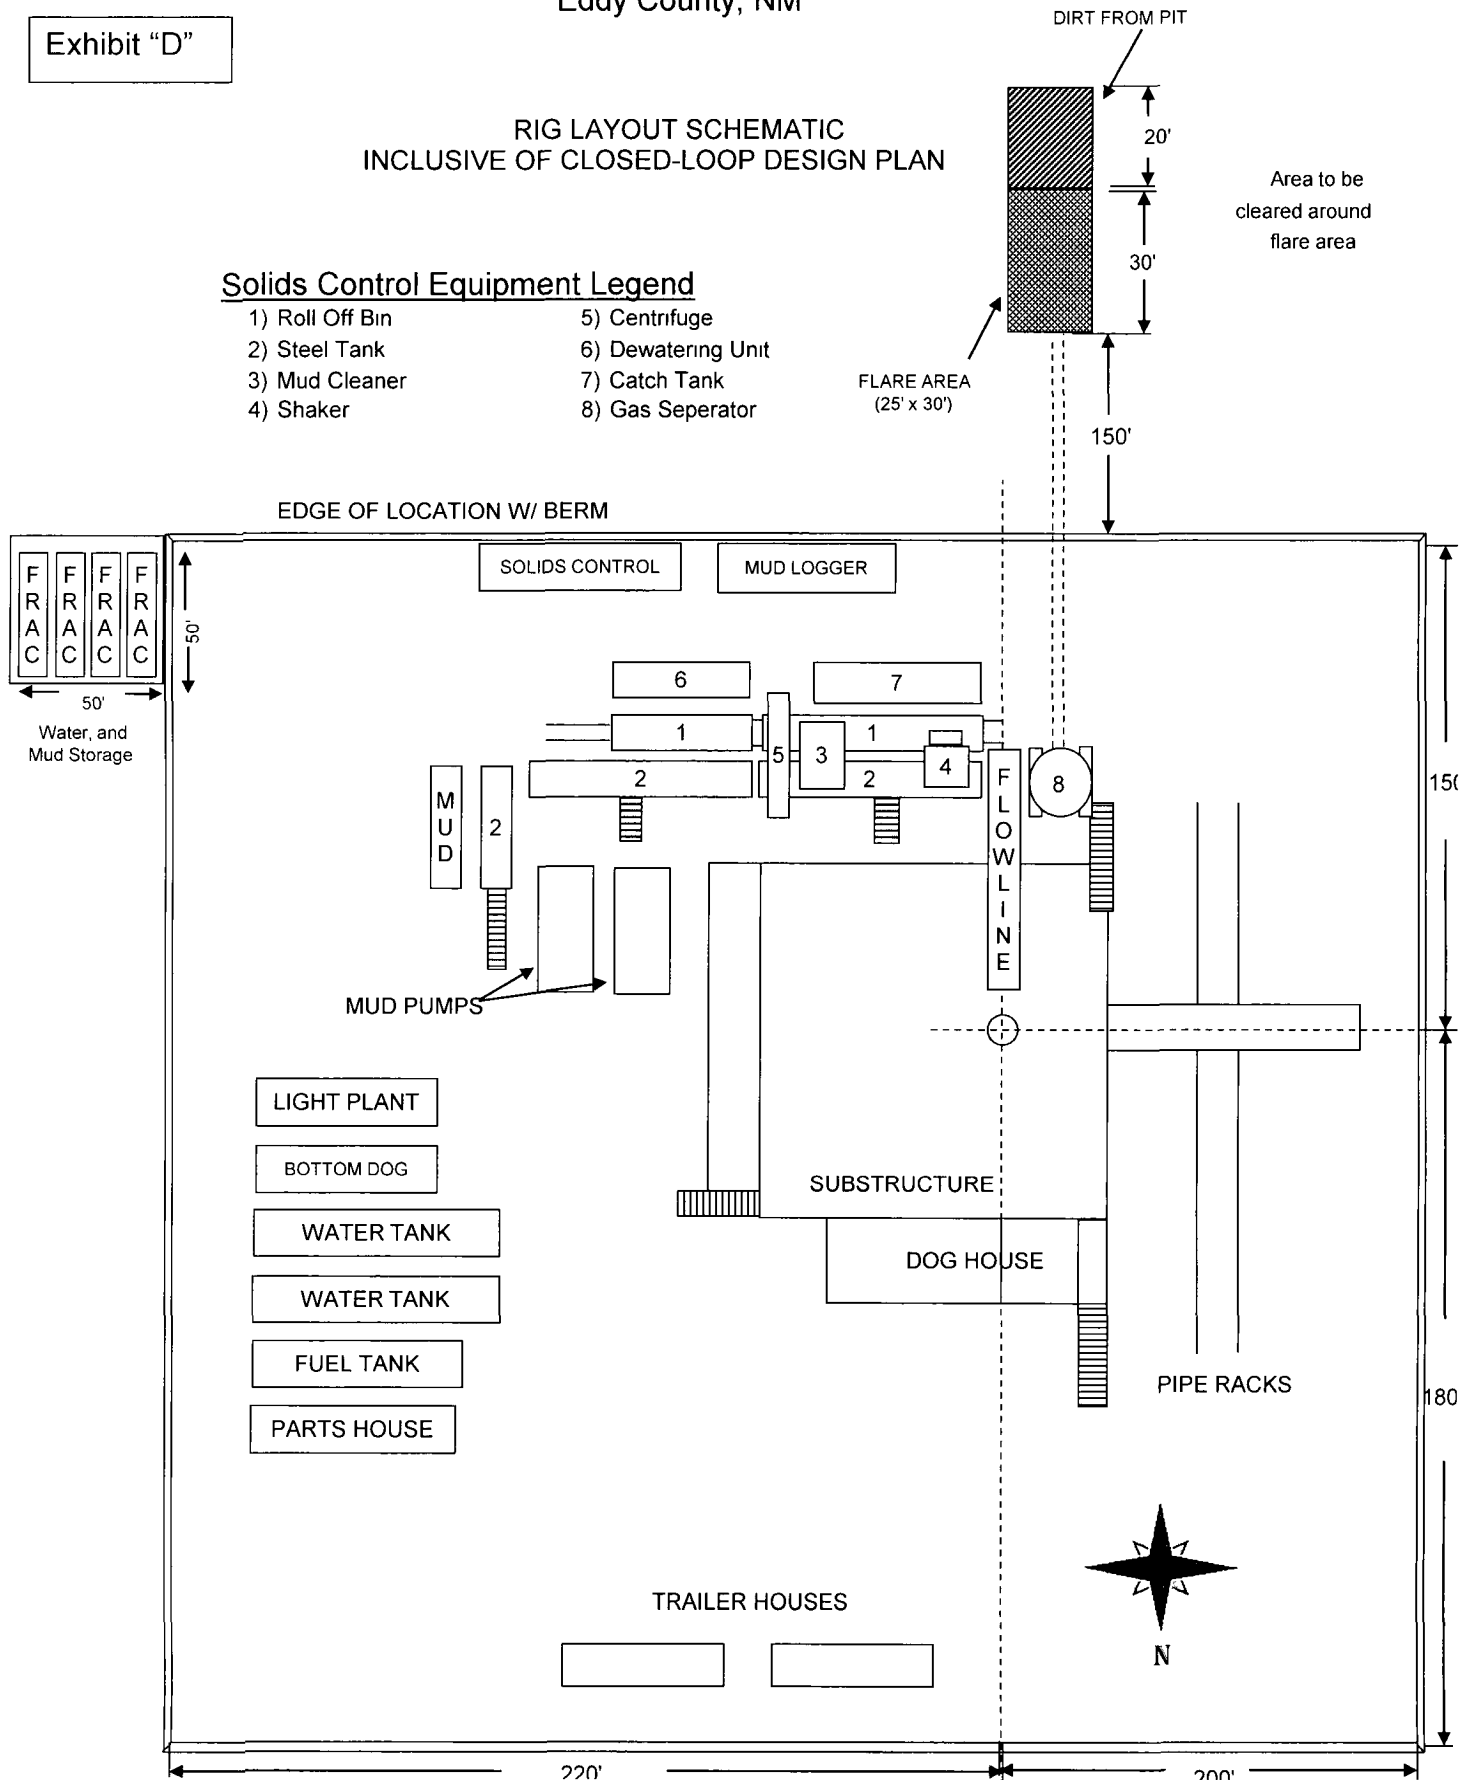 Eddy County, NM
Exhibit “D”
DIRT FROM PIT
RIG LAYOUT SCHEMATIC
INCLUSIVE OF CLOSED-LOOP DESIGN PLAN
20'
Area to be
cleared around
flare area
30'
Solids Control Equipment Legend
1) Roll Off Bin
2) Steel Tank
3) Mud Cleaner
4) Shaker
5) Centrifuge
6) Dewatering Unit
7) Catch Tank
8) Gas Seperator
FLARE AREA
(25' x 30')
150'
EDGE OF LOCATION W/ BERM
SOLIDS CONTROL
MUD LOGGER
FRAC
FRAC
FRAC
FRAC
50'
50'
Water, and
Mud Storage
6
7
1
1
5
3
4
2
2
8
MUD
2
FLOWLINE
150
MUD PUMPS
LIGHT PLANT
BOTTOM DOG
WATER TANK
WATER TANK
FUEL TANK
PARTS HOUSE
SUBSTRUCTURE
DOG HOUSE
PIPE RACKS
180
TRAILER HOUSES
N
220'
200'